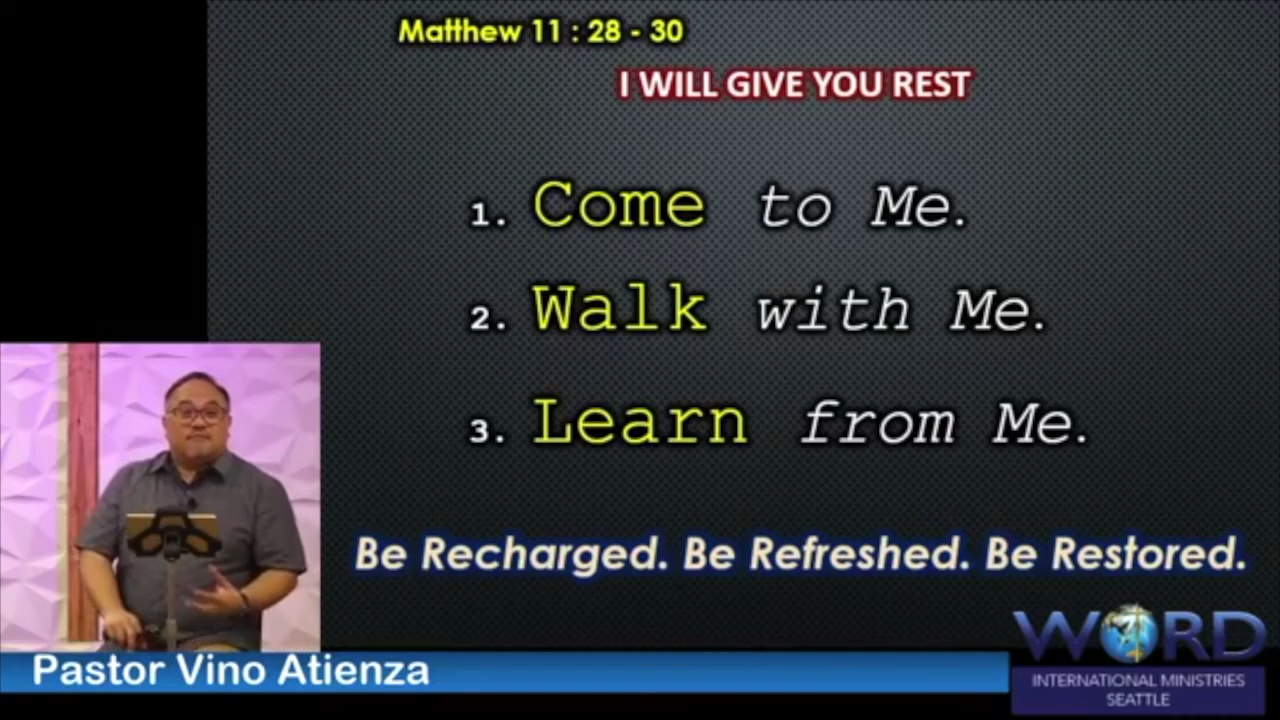 Matthew 11 : 28 - 30
I WILL GIVE YOU REST
1. Come to Me.
2. Walk with Me.
3. Learn from Me.
Be Recharged. Be Refreshed. Be Restored.
Pastor Vino Atienza
WORD
INTERNATIONAL MINISTRIES
SEATTLE